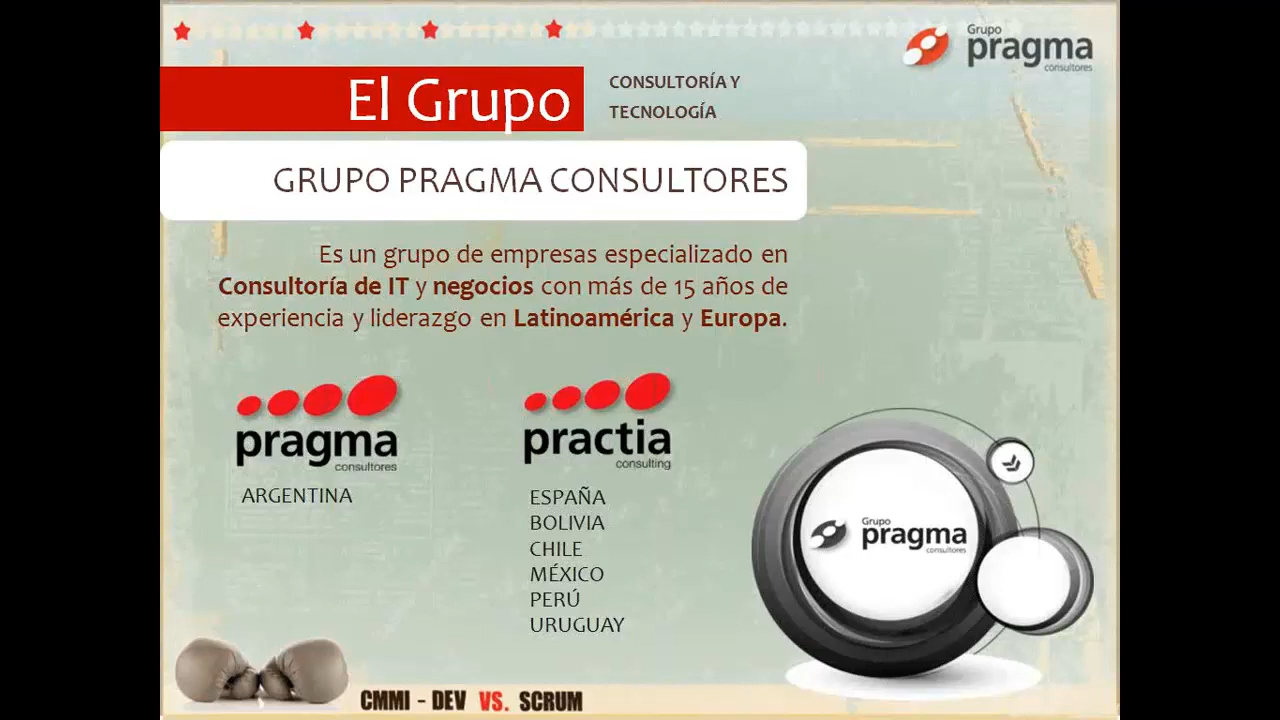 Grupo
pragma
consultores
El Grupo
CONSULTORÍA Y
TECNOLOGÍA
GRUPO PRAGMA CONSULTORES
Es un grupo de empresas especializado en
Consultoría de IT y negocios con más de 15 años de
experiencia y liderazgo en Latinoamérica y Europa.
pragma
consultores
ARGENTINA
practia
consulting
ESPAÑA
BOLIVIA
CHILE
MÉXICO
PERÚ
URUGUAY
Grupo
pragma
consultores
CMMI - DEV VS. SCRUM